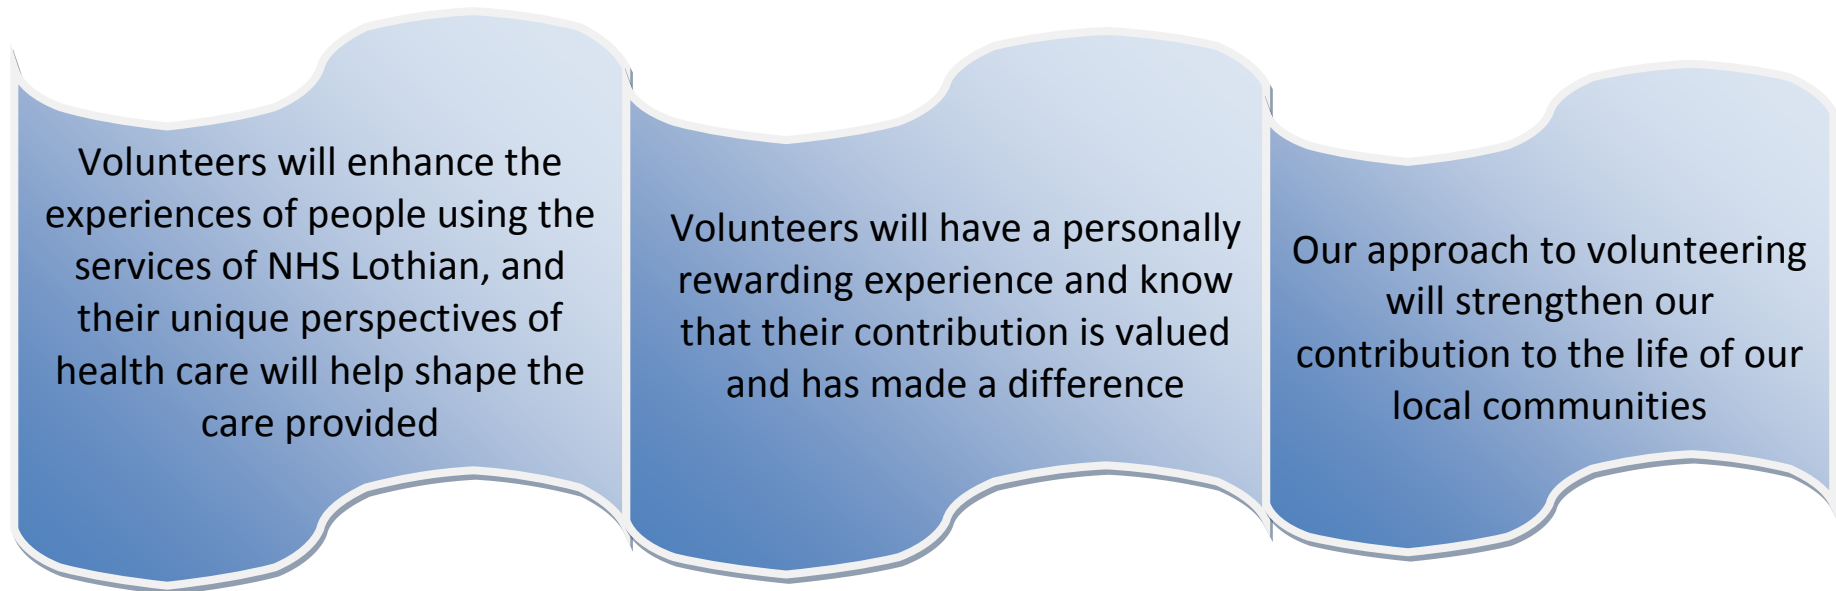 Volunteers will enhance the
experiences of people using the
services of NHS Lothian, and
their unique perspectives of
health care will help shape the
care provided
Volunteers will have a personally
rewarding experience and know
that their contribution is valued
and has made a difference
Our approach to volunteering
will strengthen our
contribution to the life of our
local communities